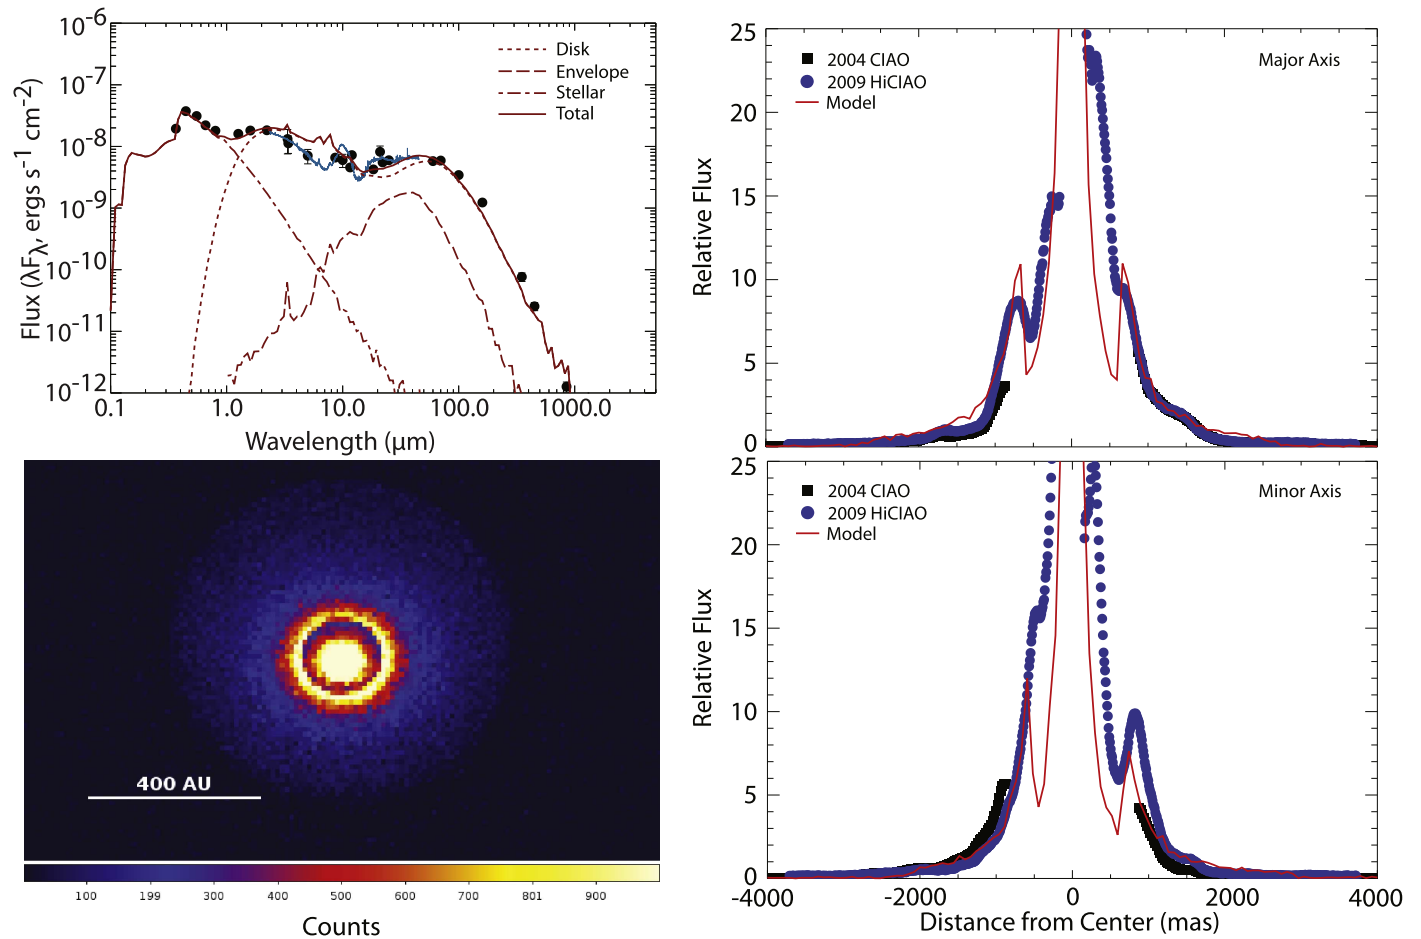 10-6
10-7
10-8
10-9
10-10
10-11
10-12
Flux (λFλ, ergs s-1 cm-2)
Disk
Envelope
Stellar
Total
0.1 1.0 10.0 100.0 1000.0
Wavelength (μm)
400 AU
100 199 300 400 500 600 700 801 900
Counts
25
20
15
10
5
0
Relative Flux
2004 CIAO
2009 HiCIAO
Model
Major Axis
25
20
15
10
5
0
Relative Flux
2004 CIAO
2009 HiCIAO
Model
Minor Axis
-4000 -2000 0 2000 4000
Distance from Center (mas)